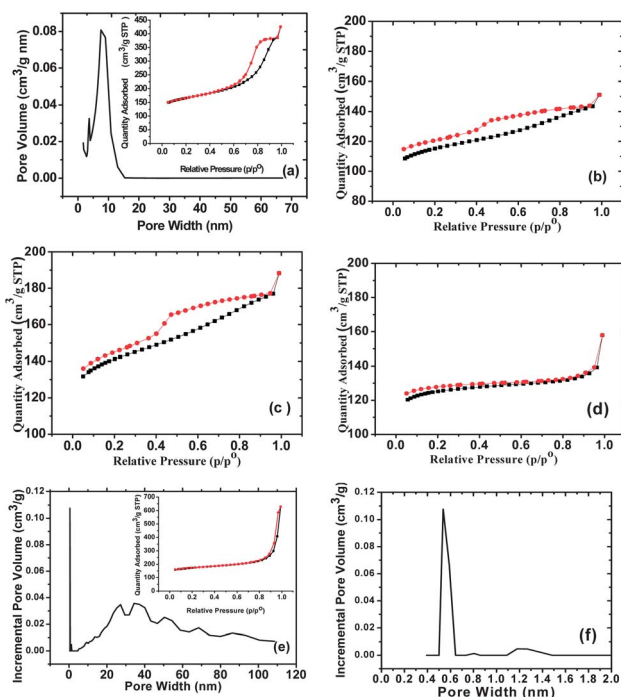 0.08
0.06
0.04
0.02
0.00
Pore Volume (cm³/g nm)
0 10 20 30 40 50 60 70
Pore Width (nm)
450
400
350
300
250
200
150
100
50
0
Quantity Adsorbed (cm³/g STP)
0.0 0.2 0.4 0.6 0.8 1.0
Relative Pressure (p/p⁰)
(a)
200
180
160
140
120
100
80
Quantity Adsorbed (cm³/g STP)
0.0 0.2 0.4 0.6 0.8 1.0
Relative Pressure (p/p⁰)
(b)
200
180
160
140
120
100
Quantity Adsorbed (cm³/g STP)
0.0 0.2 0.4 0.6 0.8 1.0
Relative Pressure (p/p⁰)
(c )
200
180
160
140
120
100
Quantity Adsorbed (cm³/g STP)
0.0 0.2 0.4 0.6 0.8 1.0
Relative Pressure (p/p⁰)
(d)
0.12
0.10
0.08
0.06
0.04
0.02
0.00
Incremental Pore Volume (cm³/g)
0 20 40 60 80 100 120
Pore Width (nm)
700
600
500
400
300
200
100
0
Quantity Adsorbed (cm³/g STP)
0.0 0.2 0.4 0.6 0.8 1.0
Relative Pressure (p/p⁰)
(e)
0.12
0.10
0.08
0.06
0.04
0.02
0.00
Incremental Pore Volume (cm³/g)
0.0 0.2 0.4 0.6 0.8 1.0 1.2 1.4 1.6 1.8 2.0
Pore Width (nm)
(f)